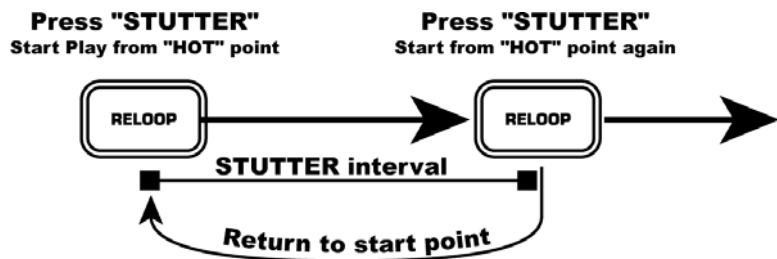 Press "STUTTER"
Start Play from "HOT" point
Press "STUTTER"
Start from "HOT" point again
RELOOP
RELOOP
STUTTER interval
Return to start point